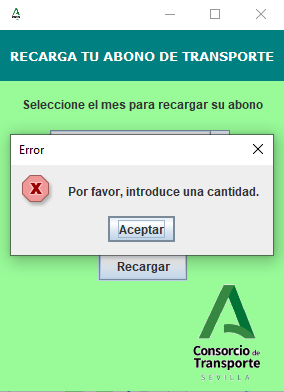 RECARGA TU ABONO DE TRANSPORTE
Seleccione el mes para recargar su abono
Error
Por favor, introduce una cantidad.
Aceptar
Recargar
Consorcio de
Transporte
SEVILLA